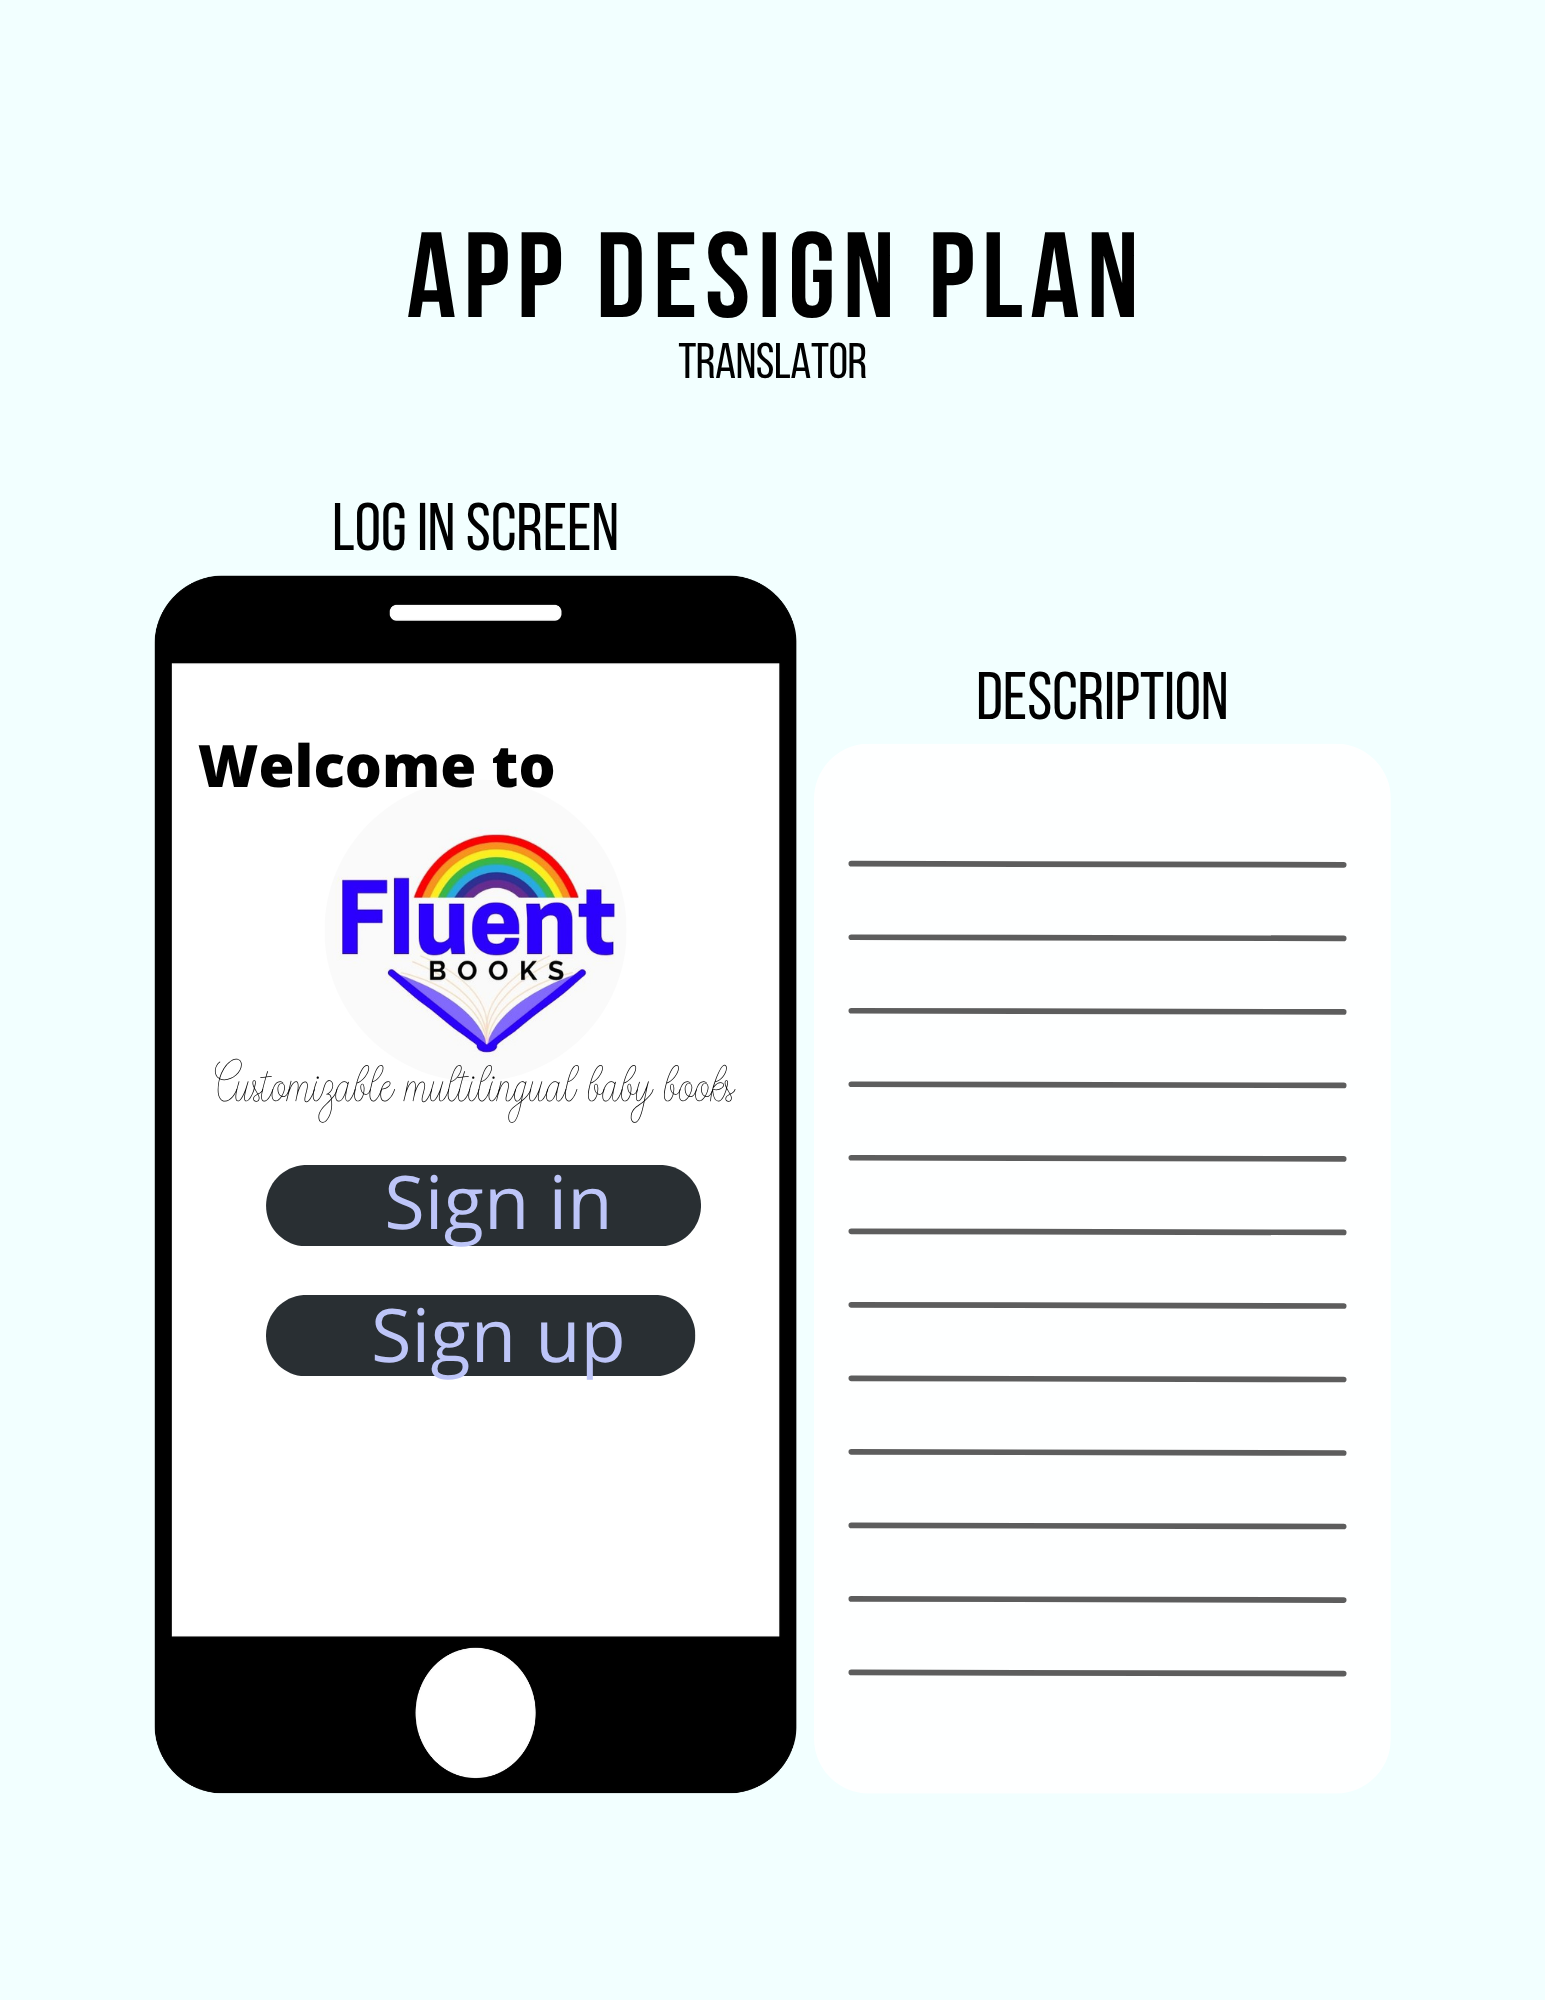 APP DESIGN PLAN
TRANSLATOR
LOG IN SCREEN
Welcome to
Fluent
BOOKS
Customizable multilingual baby books
Sign in
Sign up
DESCRIPTION